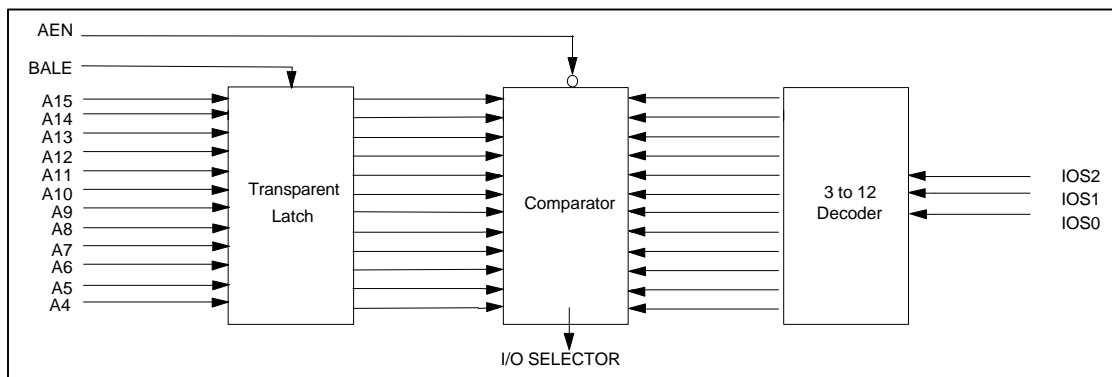 AEN
BALE
A15
A14
A13
A12
A11
A10
A9
A8
A7
A6
A5
A4
Transparent
Latch
Comparator
3 to 12
Decoder
IOS2
IOS1
IOS0
I/O SELECTOR